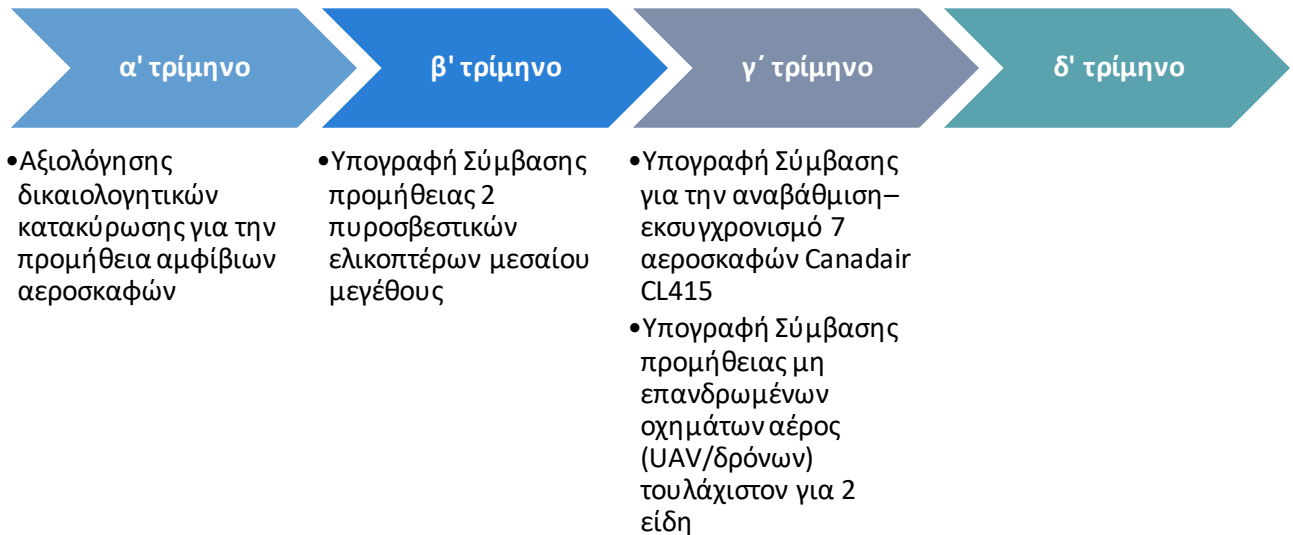 α' τρίμηνο
β' τρίμηνο
γ΄ τρίμηνο
δ' τρίμηνο
•Αξιολόγησης
δικαιολογητικών
κατακύρωσης για την
προμήθεια αμφίβιων
αεροσκαφών
•Υπογραφή Σύμβασης
προμήθειας 2
πυροσβεστικών
ελικοπτέρων μεσαίου
μεγέθους
•Υπογραφή Σύμβασης
για την αναβάθμιση–
εκσυγχρονισμό 7
αεροσκαφών Canadair
CL415
•Υπογραφή Σύμβασης
προμήθειας μη
επανδρωμένων
οχημάτων αέρος
(UAV/δρόνων)
τουλάχιστον για 2
είδη